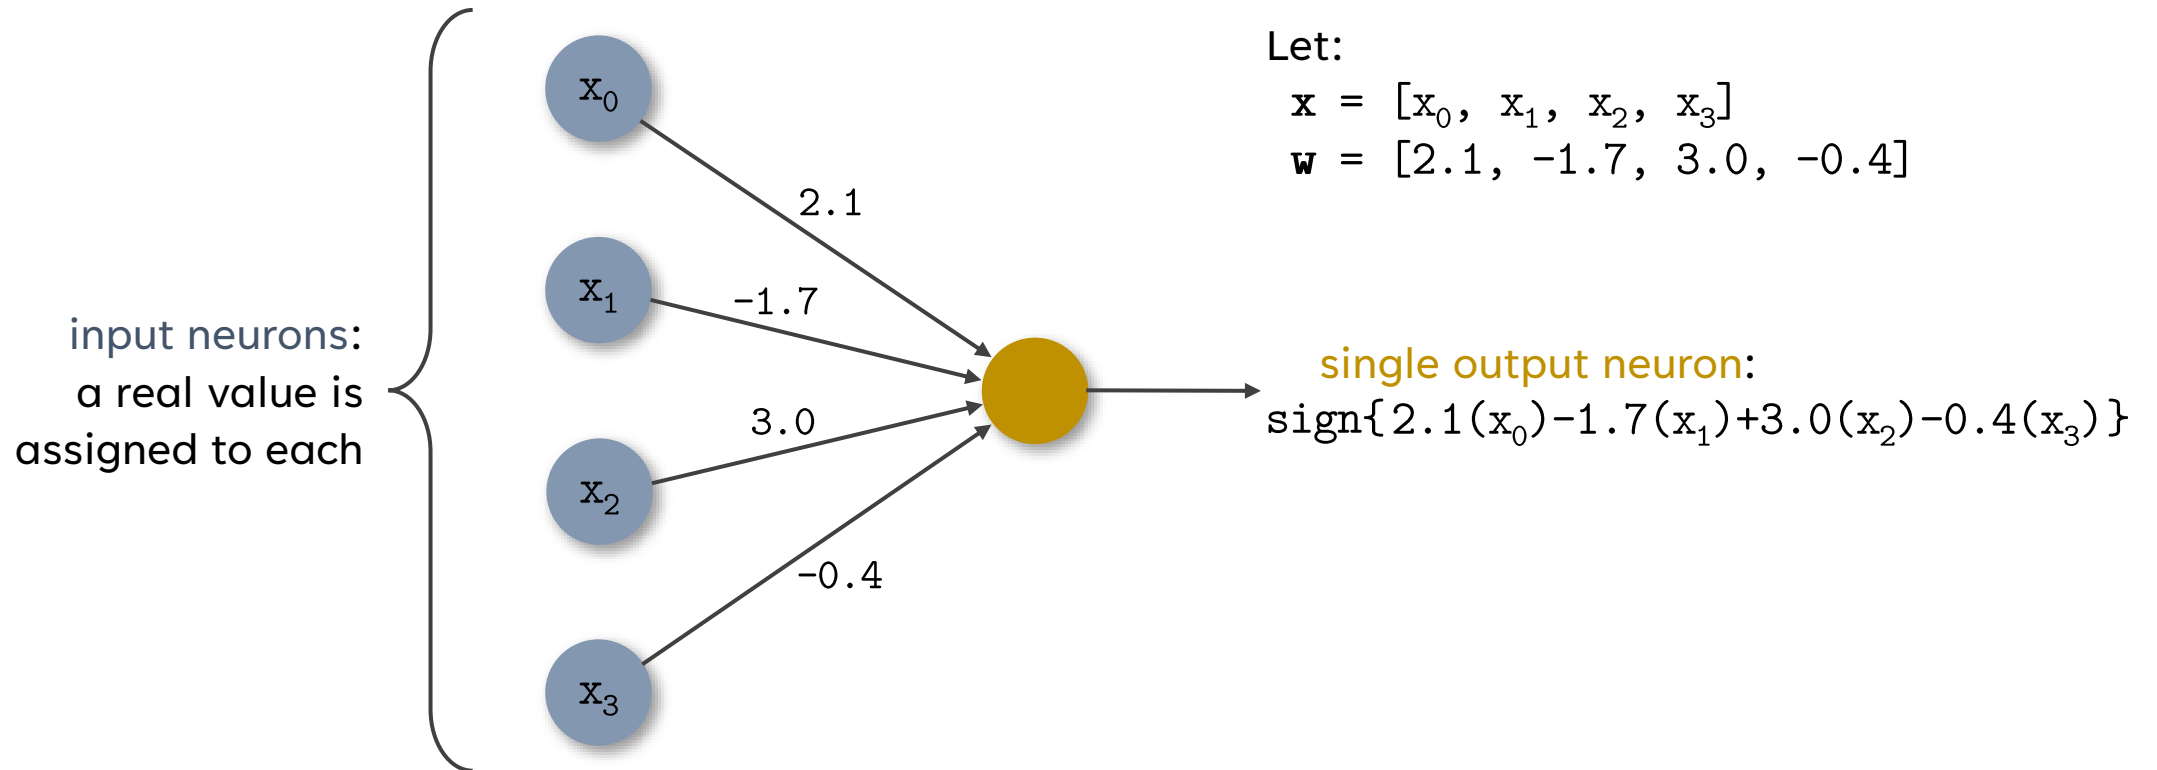 x₀
x₁
x₂
x₃
input neurons:
a real value is
assigned to each
2.1
-1.7
3.0
-0.4
Let:
x = [x₀, x₁, x₂, x₃]
w = [2.1, -1.7, 3.0, -0.4]
single output neuron:
sign{2.1(x₀)-1.7(x₁)+3.0(x₂)-0.4(x₃)}